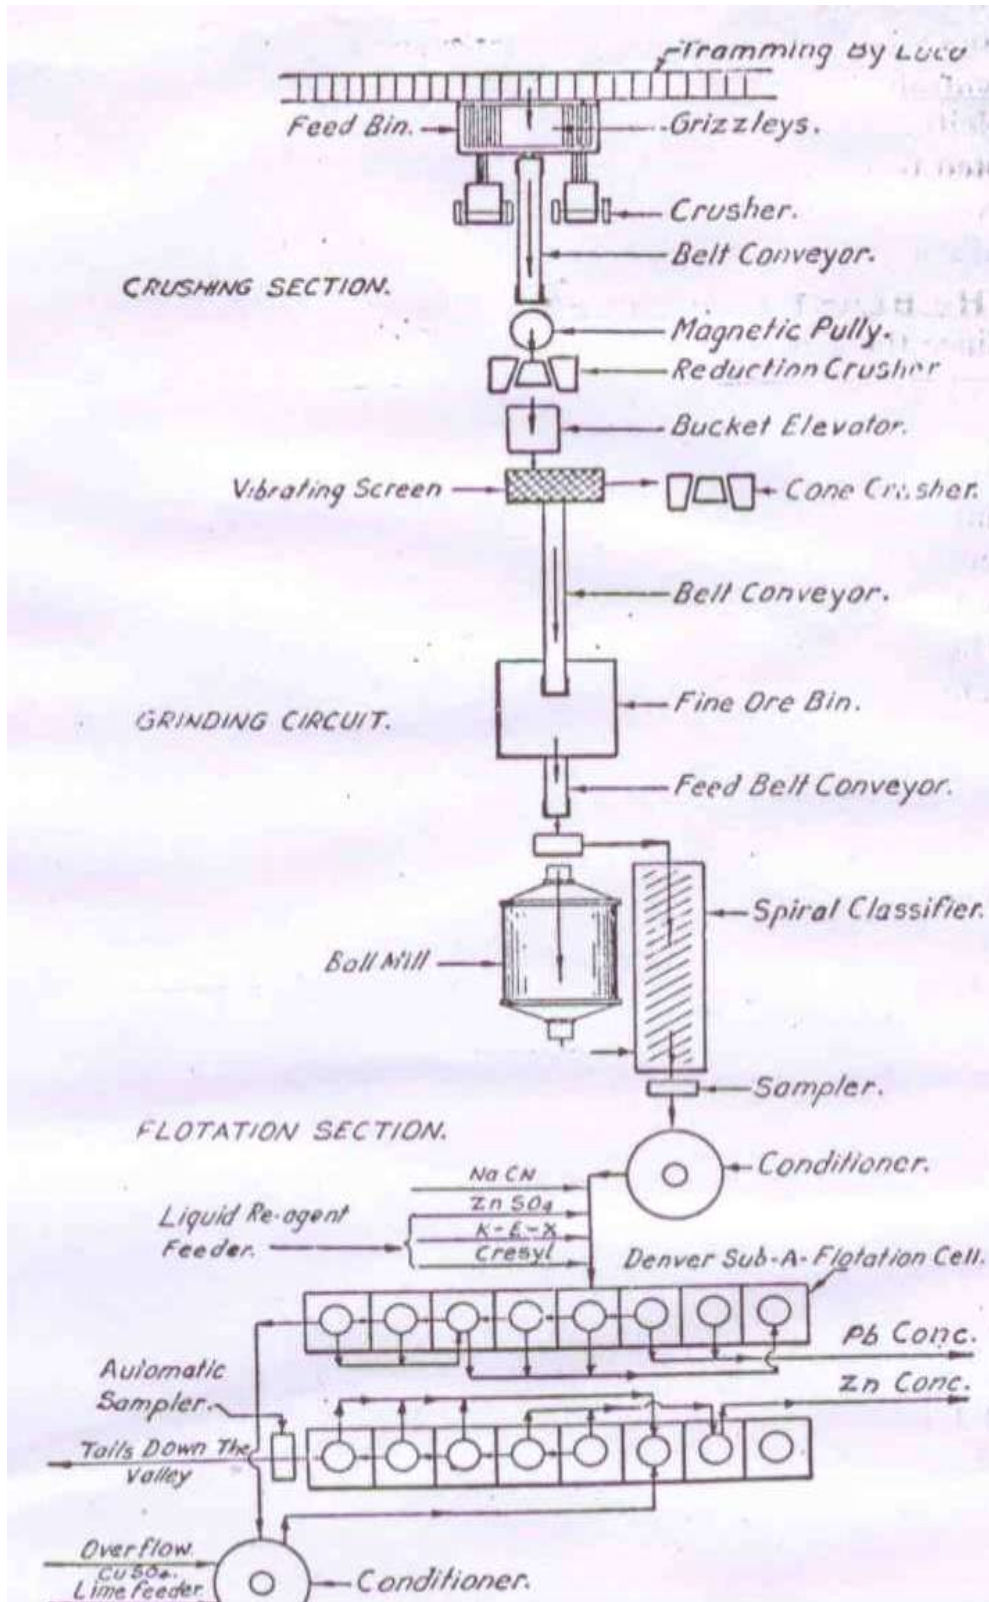 Tramming By Loco
Feed Bin.
Grizzleys.
Crusher.
Belt Conveyor.
CRUSHING SECTION.
Magnetic Pully.
Reduction Crusher
Bucket Elevator.
Vibrating Screen
Cone Crusher.
Belt Conveyor.
Fine Ore Bin.
GRINDING CIRCUIT.
Feed Belt Conveyor.
Spiral Classifier.
Ball Mill
Sampler.
FLOTATION SECTION.
Conditioner.
Na CN
Zn SO4
Liquid Re-agent
Feeder.
K-E-X
Cresyl
Denver Sub-A-Flotation Cell.
Pb Conc.
Automatic
Sampler.
Zn Conc.
Tails Down The
Valley
Overflow
CuSO4.
Lime Feeder
Conditioner.